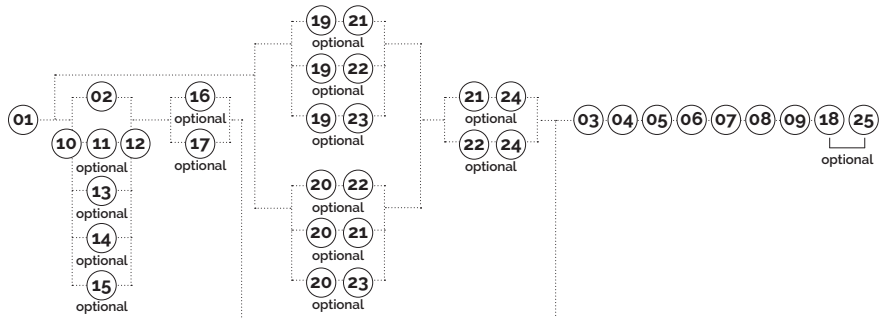 19 21
optional
02 16 19 22
optional optional
21 24
optional
01 19 23
optional
03 04 05 06 07 08 09 18 25
optional
10 11 12
optional
17
optional
22 24
optional
13
optional
20 22
optional
14
optional
20 21
optional
15
optional
20 23
optional